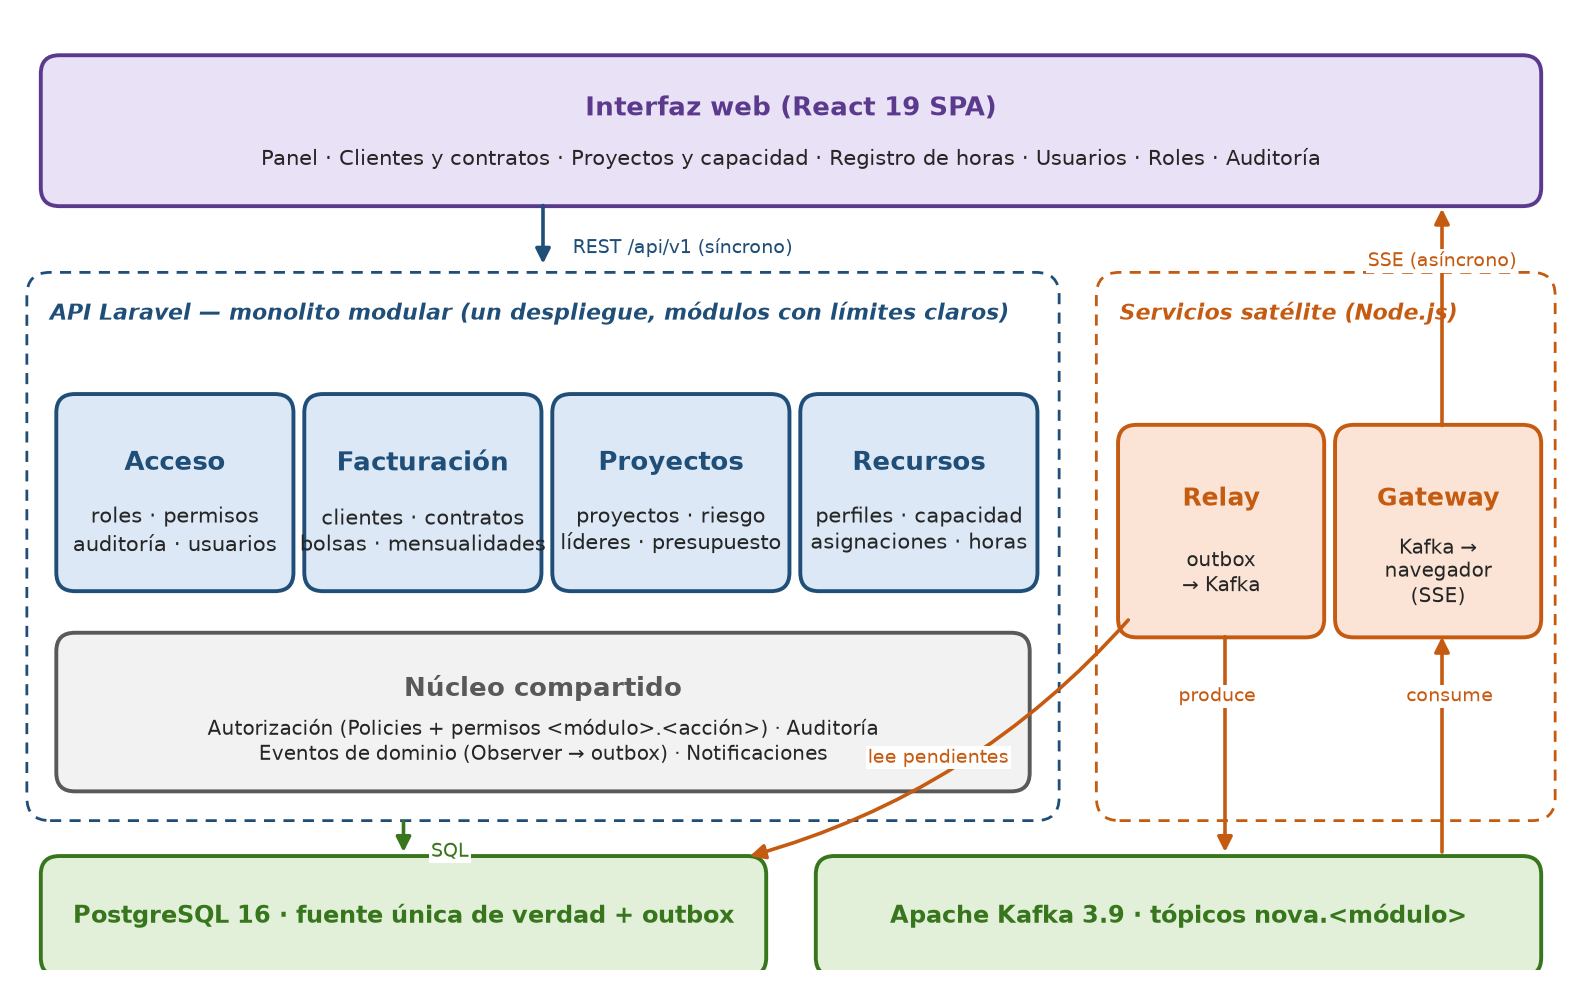 Interfaz web (React 19 SPA)
Panel · Clientes y contratos · Proyectos y capacidad · Registro de horas · Usuarios · Roles · Auditoría
REST /api/v1 (síncrono)
SSE (asíncrono)
API Laravel — monolito modular (un despliegue, módulos con límites claros)
Acceso
roles · permisos
auditoría · usuarios
Facturación
clientes · contratos
bolsas · mensualidades
Proyectos
proyectos · riesgo
líderes · presupuesto
Recursos
perfiles · capacidad
asignaciones · horas
Núcleo compartido
Autorización (Policies + permisos <módulo>.<acción>) · Auditoría
Eventos de dominio (Observer → outbox) · Notificaciones
Servicios satélite (Node.js)
Relay
outbox
→ Kafka
Gateway
Kafka →
navegador
(SSE)
produce
consume
lee pendientes
SQL
PostgreSQL 16 · fuente única de verdad + outbox
Apache Kafka 3.9 · tópicos nova.<módulo>